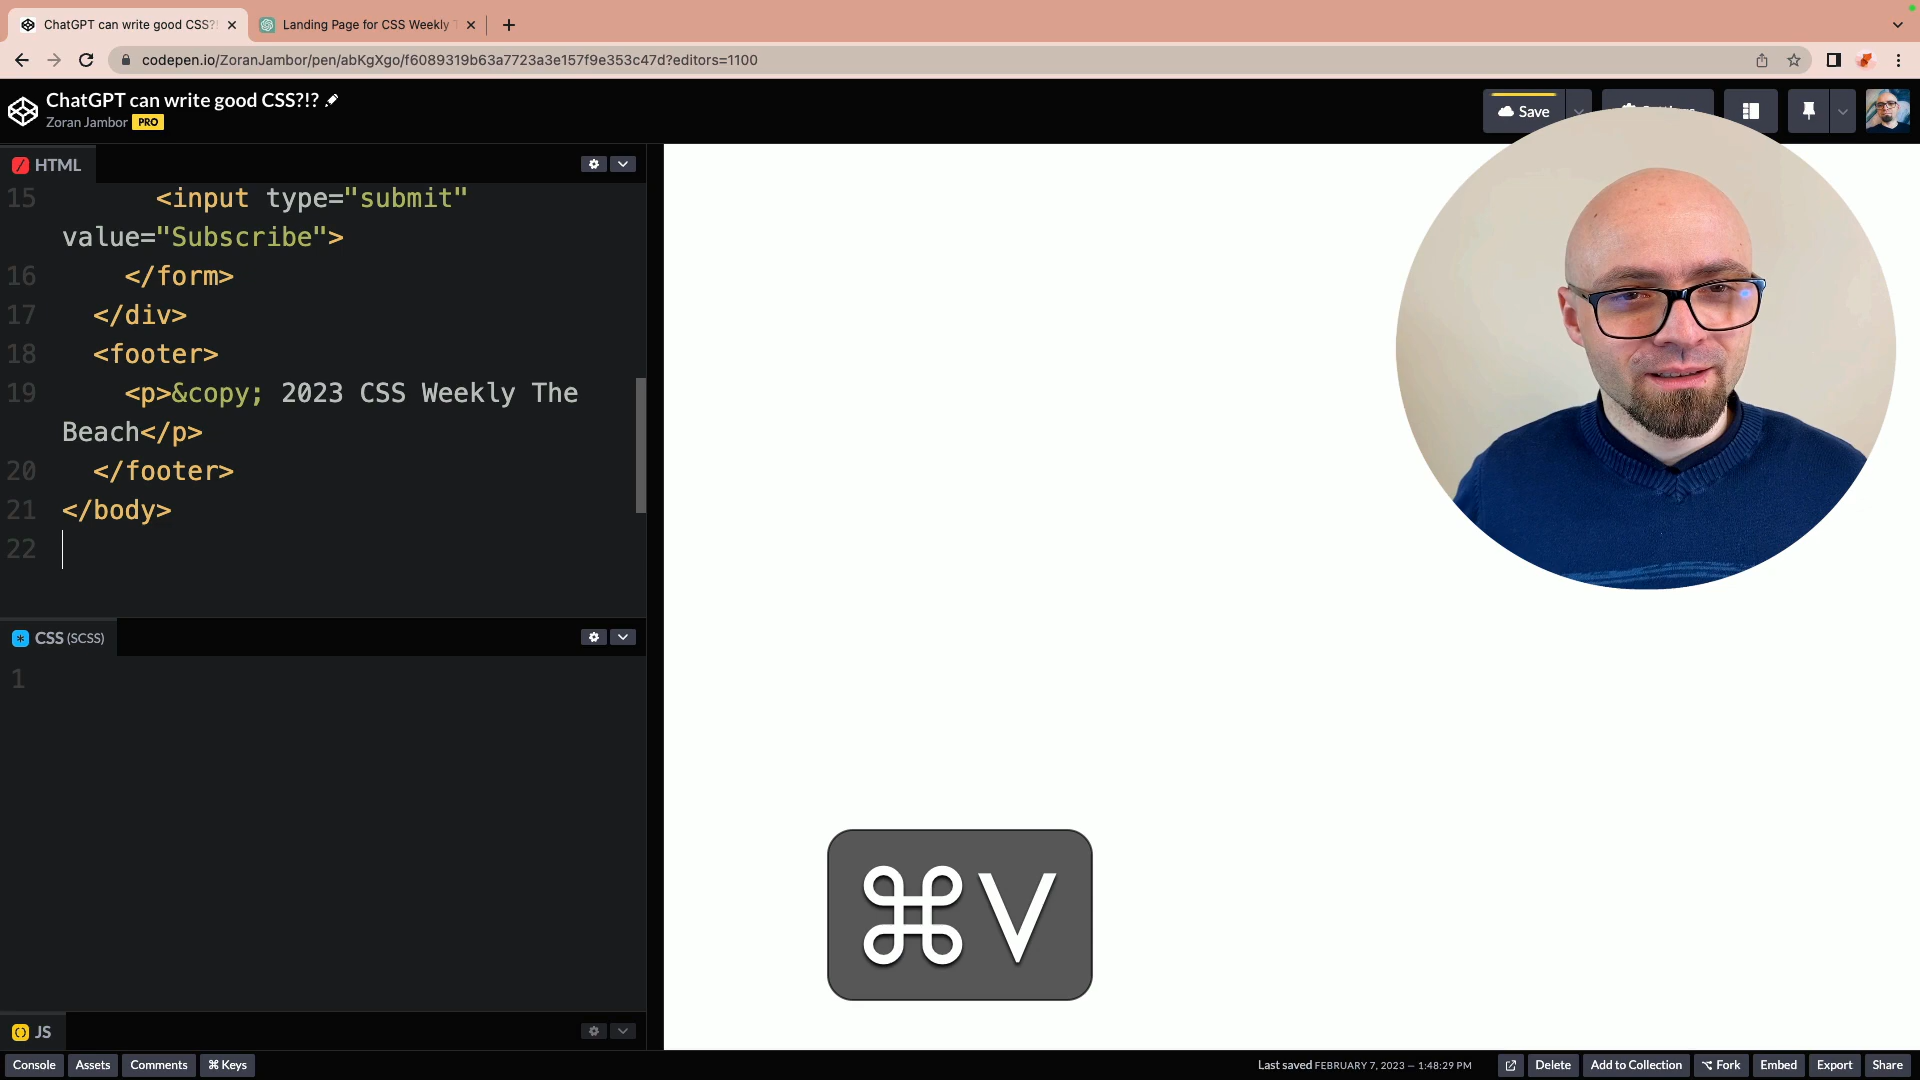 ChatGPT can write good CSS?!
Landing Page for CSS Weekly
codepen.io/ZoranJambor/pen/abKgXgo/f6089319b63a7723a3e157f9e353c47d?editors=1100
ChatGPT can write good CSS?!?
Zoran Jambor PRO
Save
HTML
15 <input type="submit"
value="Subscribe">
16 </form>
17 </div>
18 <footer>
19 <p>&copy; 2023 CSS Weekly The
Beach</p>
20 </footer>
21 </body>
22
CSS (SCSS)
1
⌘V
JS
Console Assets Comments ⌘ Keys
Last saved FEBRUARY 7, 2023 — 1:48:29 PM
Delete Add to Collection ⌥ Fork Embed Export Share